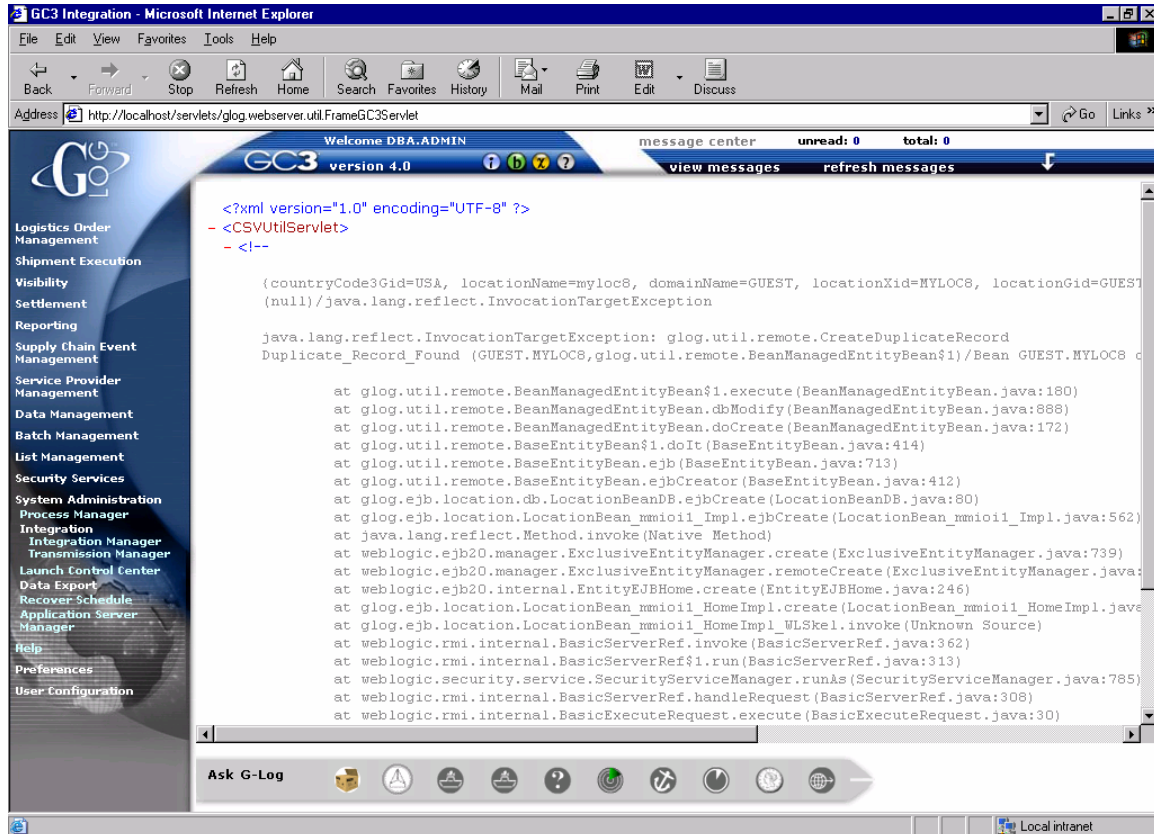 GC3 Integration - Microsoft Internet Explorer
File Edit View Favorites Tools Help
Back Forward Stop Refresh Home Search Favorites History Mail Print Edit Discuss
Address http://localhost/servlets/glog.webserver.util.FrameGC3Servlet Go Links »
G LOG
Welcome DBA.ADMIN
GC3 version 4.0
message center unread: 0 total: 0
view messages refresh messages
Logistics Order
Management
Shipment Execution
Visibility
Settlement
Reporting
Supply Chain Event
Management
Service Provider
Management
Data Management
Batch Management
List Management
Security Services
System Administration
Process Manager
Integration
Integration Manager
Transmission Manager
Launch Control Center
Data Export
Recover Schedule
Application Server
Manager
Help
Preferences
User Configuration
<?xml version="1.0" encoding="UTF-8" ?>
- <CSVUtilServlet>
- <!--
{countryCode3Gid=USA, locationName=myloc8, domainName=GUEST, locationXid=MYLOC8, locationGid=GUEST
(null)/java.lang.reflect.InvocationTargetException
java.lang.reflect.InvocationTargetException: glog.util.remote.CreateDuplicateRecord
Duplicate_Record_Found (GUEST.MYLOC8,glog.util.remote.BeanManagedEntityBean$1)/Bean GUEST.MYLOC8
at glog.util.remote.BeanManagedEntityBean$1.execute(BeanManagedEntityBean.java:180)
at glog.util.remote.BeanManagedEntityBean.dbModify(BeanManagedEntityBean.java:888)
at glog.util.remote.BeanManagedEntityBean.doCreate(BeanManagedEntityBean.java:172)
at glog.util.remote.BaseEntityBean$1.doIt(BaseEntityBean.java:414)
at glog.util.remote.BaseEntityBean.ejb(BaseEntityBean.java:713)
at glog.util.remote.BaseEntityBean.ejbCreator(BaseEntityBean.java:412)
at glog.ejb.location.db.LocationBeanDB.ejbCreate(LocationBeanDB.java:80)
at glog.ejb.location.LocationBean_mmioi1_Impl.ejbCreate(LocationBean_mmioi1_Impl.java:562)
at java.lang.reflect.Method.invoke(Native Method)
at weblogic.ejb20.manager.ExclusiveEntityManager.create(ExclusiveEntityManager.java:739)
at weblogic.ejb20.manager.ExclusiveEntityManager.remoteCreate(ExclusiveEntityManager.java:
at weblogic.ejb20.internal.EntityEJBHome.create(EntityEJBHome.java:246)
at glog.ejb.location.LocationBean_mmioi1_HomeImpl.create(LocationBean_mmioi1_HomeImpl.java
at glog.ejb.location.LocationBean_mmioi1_HomeImpl_WLSkel.invoke(Unknown Source)
at weblogic.rmi.internal.BasicServerRef.invoke(BasicServerRef.java:362)
at weblogic.rmi.internal.BasicServerRef$1.run(BasicServerRef.java:313)
at weblogic.security.service.SecurityServiceManager.runAs(SecurityServiceManager.java:785)
at weblogic.rmi.internal.BasicServerRef.handleRequest(BasicServerRef.java:308)
at weblogic.rmi.internal.BasicExecuteRequest.execute(BasicExecuteRequest.java:30)
Ask G-Log
Local intranet